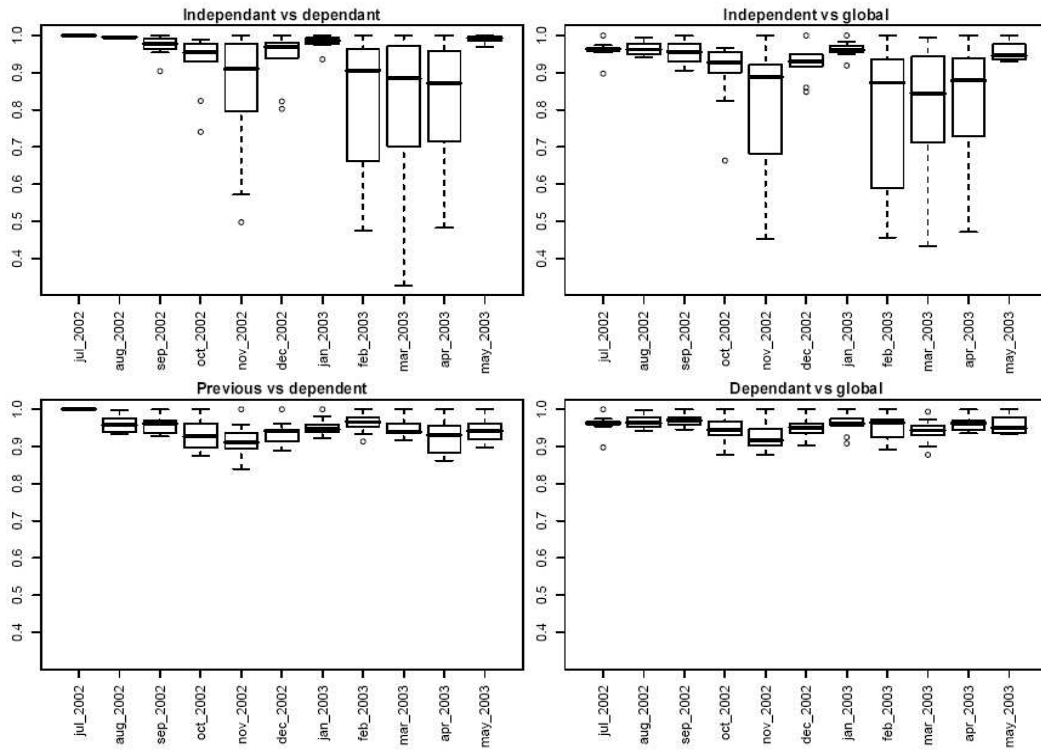 Independant vs dependant
1.0
0.9
0.8
0.7
0.6
0.5
0.4
jul_2002
aug_2002
sep_2002
oct_2002
nov_2002
dec_2002
jan_2003
feb_2003
mar_2003
apr_2003
may_2003
Independent vs global
1.0
0.9
0.8
0.7
0.6
0.5
0.4
jul_2002
aug_2002
sep_2002
oct_2002
nov_2002
dec_2002
jan_2003
feb_2003
mar_2003
apr_2003
may_2003
Previous vs dependent
1.0
0.9
0.8
0.7
0.6
0.5
0.4
jul_2002
aug_2002
sep_2002
oct_2002
nov_2002
dec_2002
jan_2003
feb_2003
mar_2003
apr_2003
may_2003
Dependant vs global
1.0
0.9
0.8
0.7
0.6
0.5
0.4
jul_2002
aug_2002
sep_2002
oct_2002
nov_2002
dec_2002
jan_2003
feb_2003
mar_2003
apr_2003
may_2003